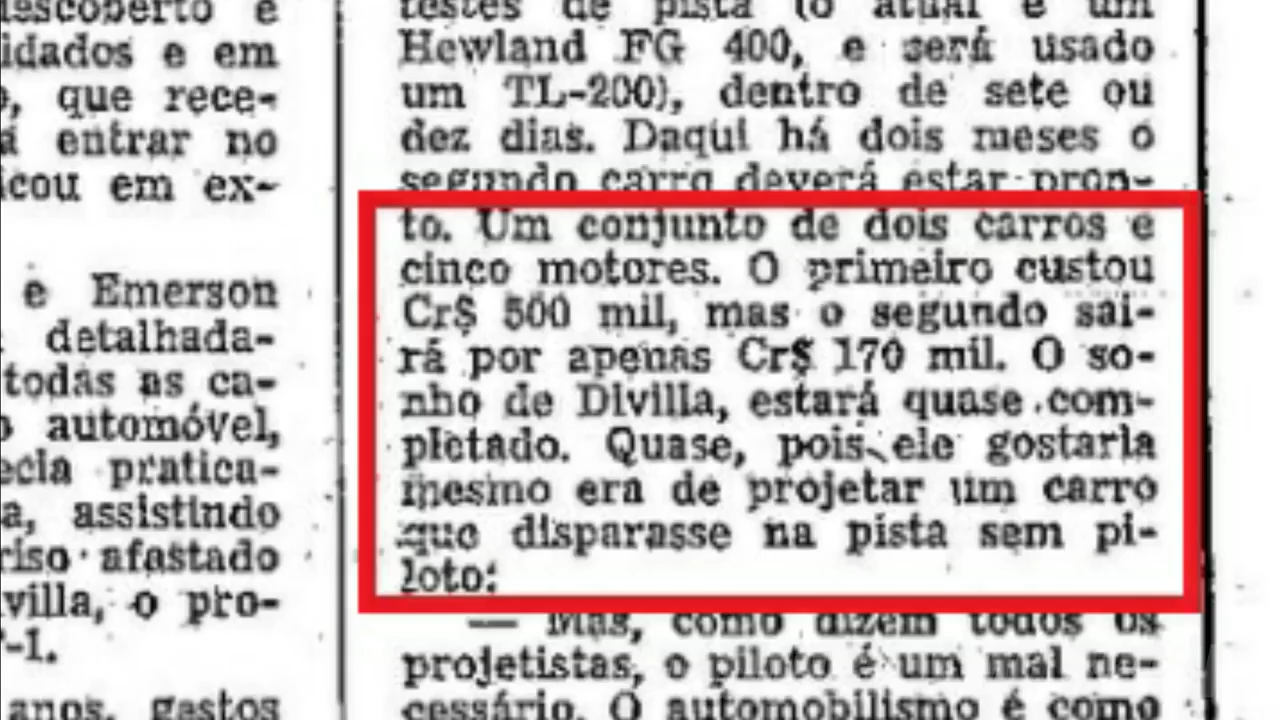 descoberto e
idados e em
o, que rece-
á entrar no
icou em ex-
e Emerson
detalhada-
todas as ca-
o automóvel,
ecia pratica-
a, assistindo
riso afastado
villa, o pro-
-1.
anos, gastos
testes de pista (o atual é um
Hewland FG 400, e será usado
um TL-200), dentro de sete ou
dez dias. Daqui há dois meses o
segundo carro deverá estar pron-
to. Um conjunto de dois carros e
cinco motores. O primeiro custou
Cr$ 500 mil, mas o segundo sai-
rá por apenas Cr$ 170 mil. O so-
nho de Divilla, estará quase com-
pletado. Quase, pois ele gostaria
mesmo era de projetar um carro
que disparasse na pista sem pi-
loto:
— Mas, como dizem todos os
projetistas, o piloto é um mal ne-
cessário. O automobilismo é como